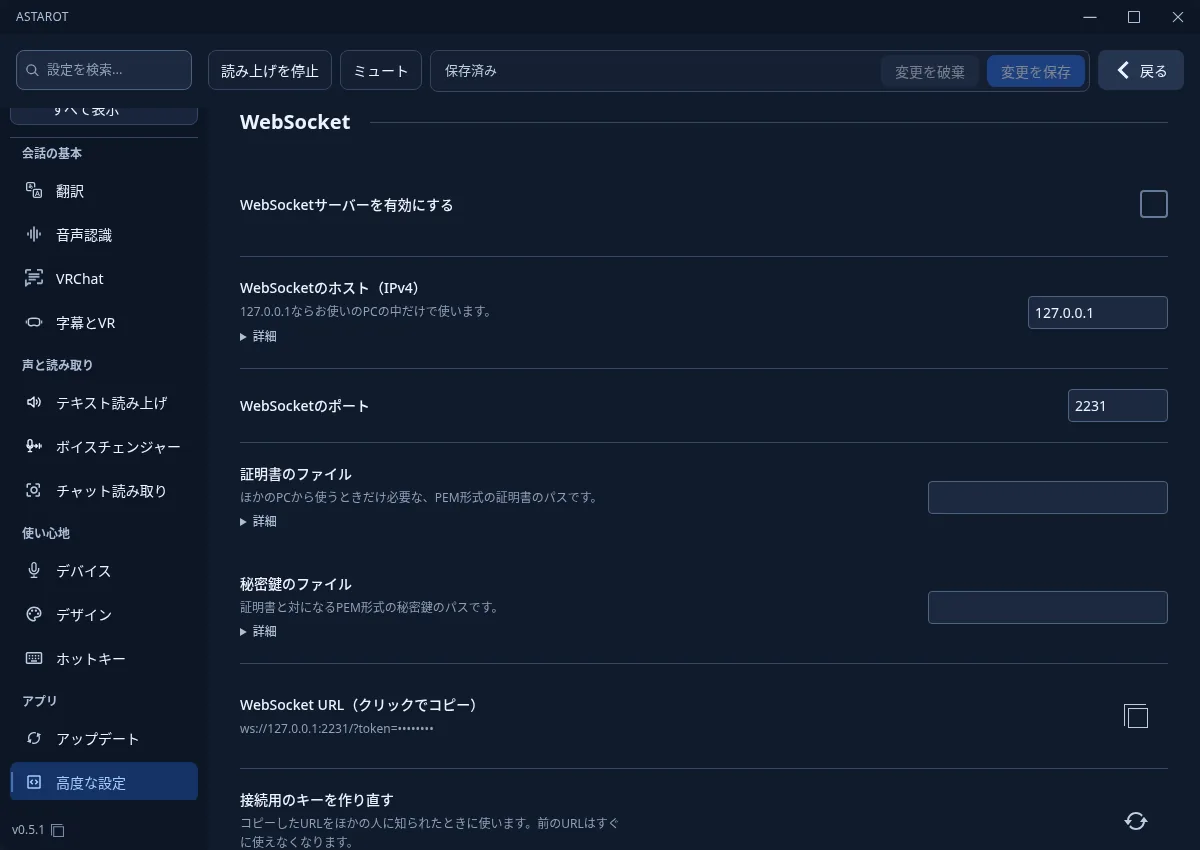 ASTAROT
設定を検索...
読み上げを停止
ミュート
保存済み
変更を破棄
変更を保存
戻る
すべて表示
会話の基本
翻訳
音声認識
VRChat
字幕とVR
声と読み取り
テキスト読み上げ
ボイスチェンジャー
チャット読み取り
使い心地
デバイス
デザイン
ホットキー
アプリ
アップデート
高度な設定
v0.5.1
WebSocket
WebSocketサーバーを有効にする
WebSocketのホスト（IPv4）
127.0.0.1ならお使いのPCの中だけで使います。
詳細
127.0.0.1
WebSocketのポート
2231
証明書のファイル
ほかのPCから使うときだけ必要な、PEM形式の証明書のパスです。
詳細
秘密鍵のファイル
証明書と対になるPEM形式の秘密鍵のパスです。
詳細
WebSocket URL（クリックでコピー）
ws://127.0.0.1:2231/?token=••••••••
接続用のキーを作り直す
コピーしたURLをほかの人に知られたときに使います。前のURLはすぐ
に使えなくなります。